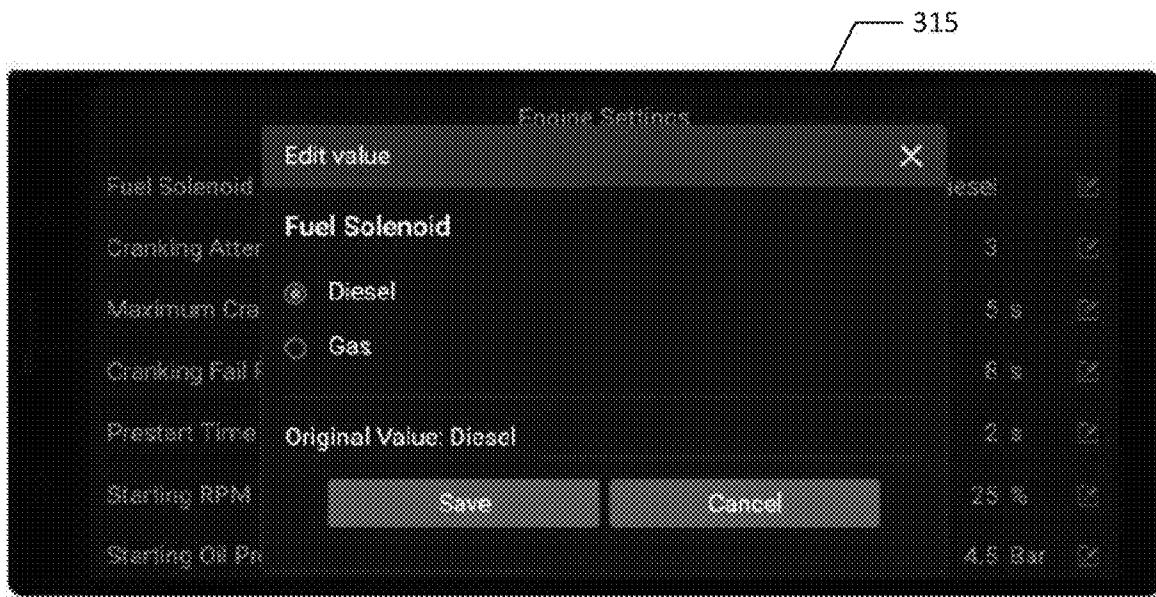 315
Engine Settings
Edit value
Fuel Solenoid
iesel
Fuel Solenoid
Cranking Atter
3
Diesel
Maximum Cra
5 s
Gas
Cranking Fail
8 s
Prestart Time
Original Value: Diesel
2 s
Starting RPM
Save
Cancel
25 %
Starting Oil Pre
4.5 Bar